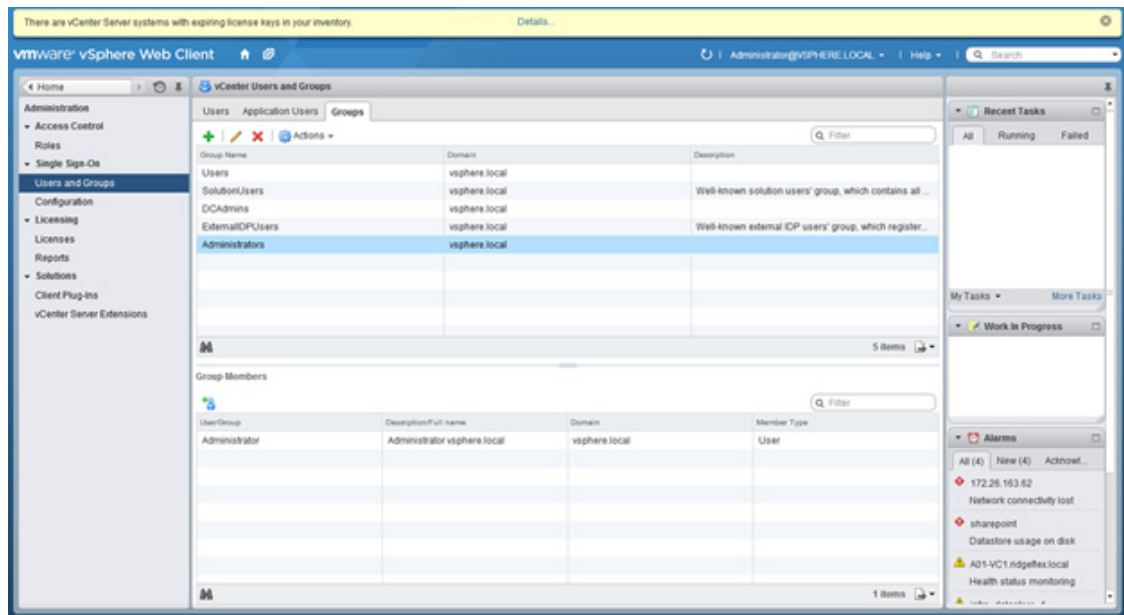 There are vCenter Server systems with expiring license keys in your inventory. Details...
vmware vSphere Web Client Administrator@VSPHERE.LOCAL Help Search
Home
vCenter Users and Groups
Administration
Access Control
Roles
Single Sign-On
Users and Groups
Configuration
Licensing
Licenses
Reports
Solutions
Client Plug-Ins
vCenter Server Extensions
Users Application Users Groups
Actions Filter
Group Name Domain Description
Users vsphere.local
SolutionUsers vsphere.local Well-known solution users' group, which contains all ...
DCAdmins vsphere.local
ExternalIDPUsers vsphere.local Well-known external IDP users' group, which register...
Administrators vsphere.local
5 items
Group Members
Filter
User/Group Description/Full name Domain Member Type
Administrator Administrator vsphere.local vsphere.local User
1 items
Recent Tasks
All Running Failed
My Tasks More Tasks
Work In Progress
Alarms
All (4) New (4) Acknowl...
172.26.163.62
Network connectivity lost
sharepoint
Datastore usage on disk
A01-VC1.ridgeflex.local
Health status monitoring